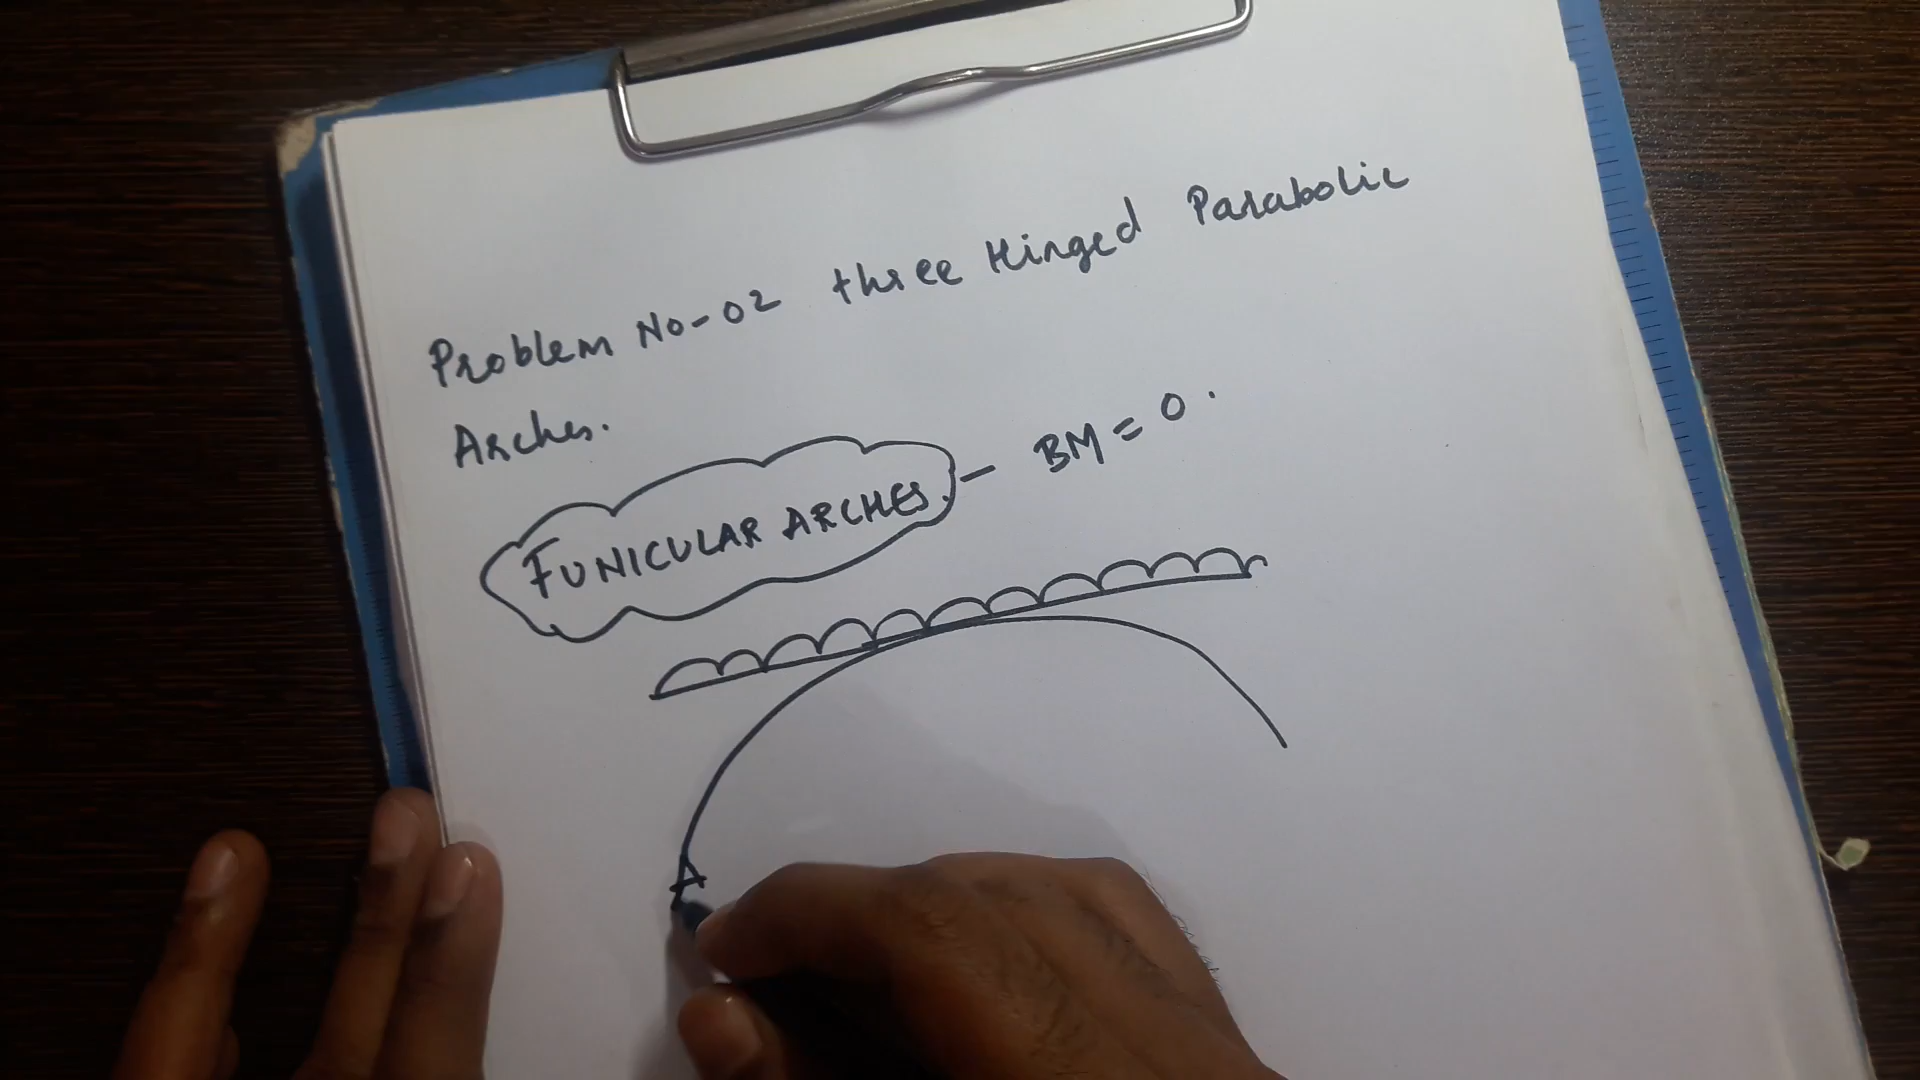 Problem No-02 three Hinged Parabolic
Arches.
FUNICULAR ARCHES. - BM = 0.
A